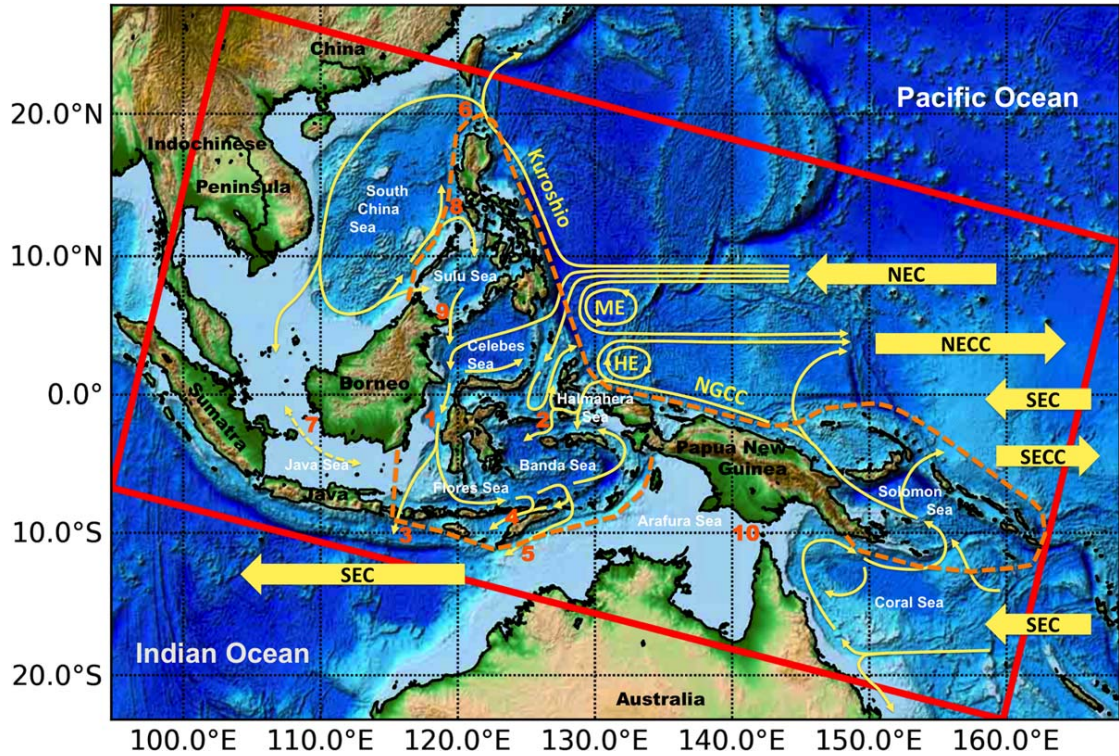 China
20.0°N
6
Pacific Ocean
Indochinese
Peninsula
Kuroshio
South
China
Sea
8
10.0°N
Sulu Sea
NEC
9
ME
Celebes
Sea
NECC
HE
Borneo
NGCC
0.0°
Halmahera
Sea
SEC
Sumatra
1
2
7
Papua New
Guinea
SECC
Java Sea
Banda Sea
Java
Flores Sea
Solomon
Sea
4
Arafura Sea
10.0°S
3
10
5
SEC
Coral Sea
SEC
Indian Ocean
20.0°S
Australia
100.0°E
110.0°E
120.0°E
130.0°E
140.0°E
150.0°E
160.0°E